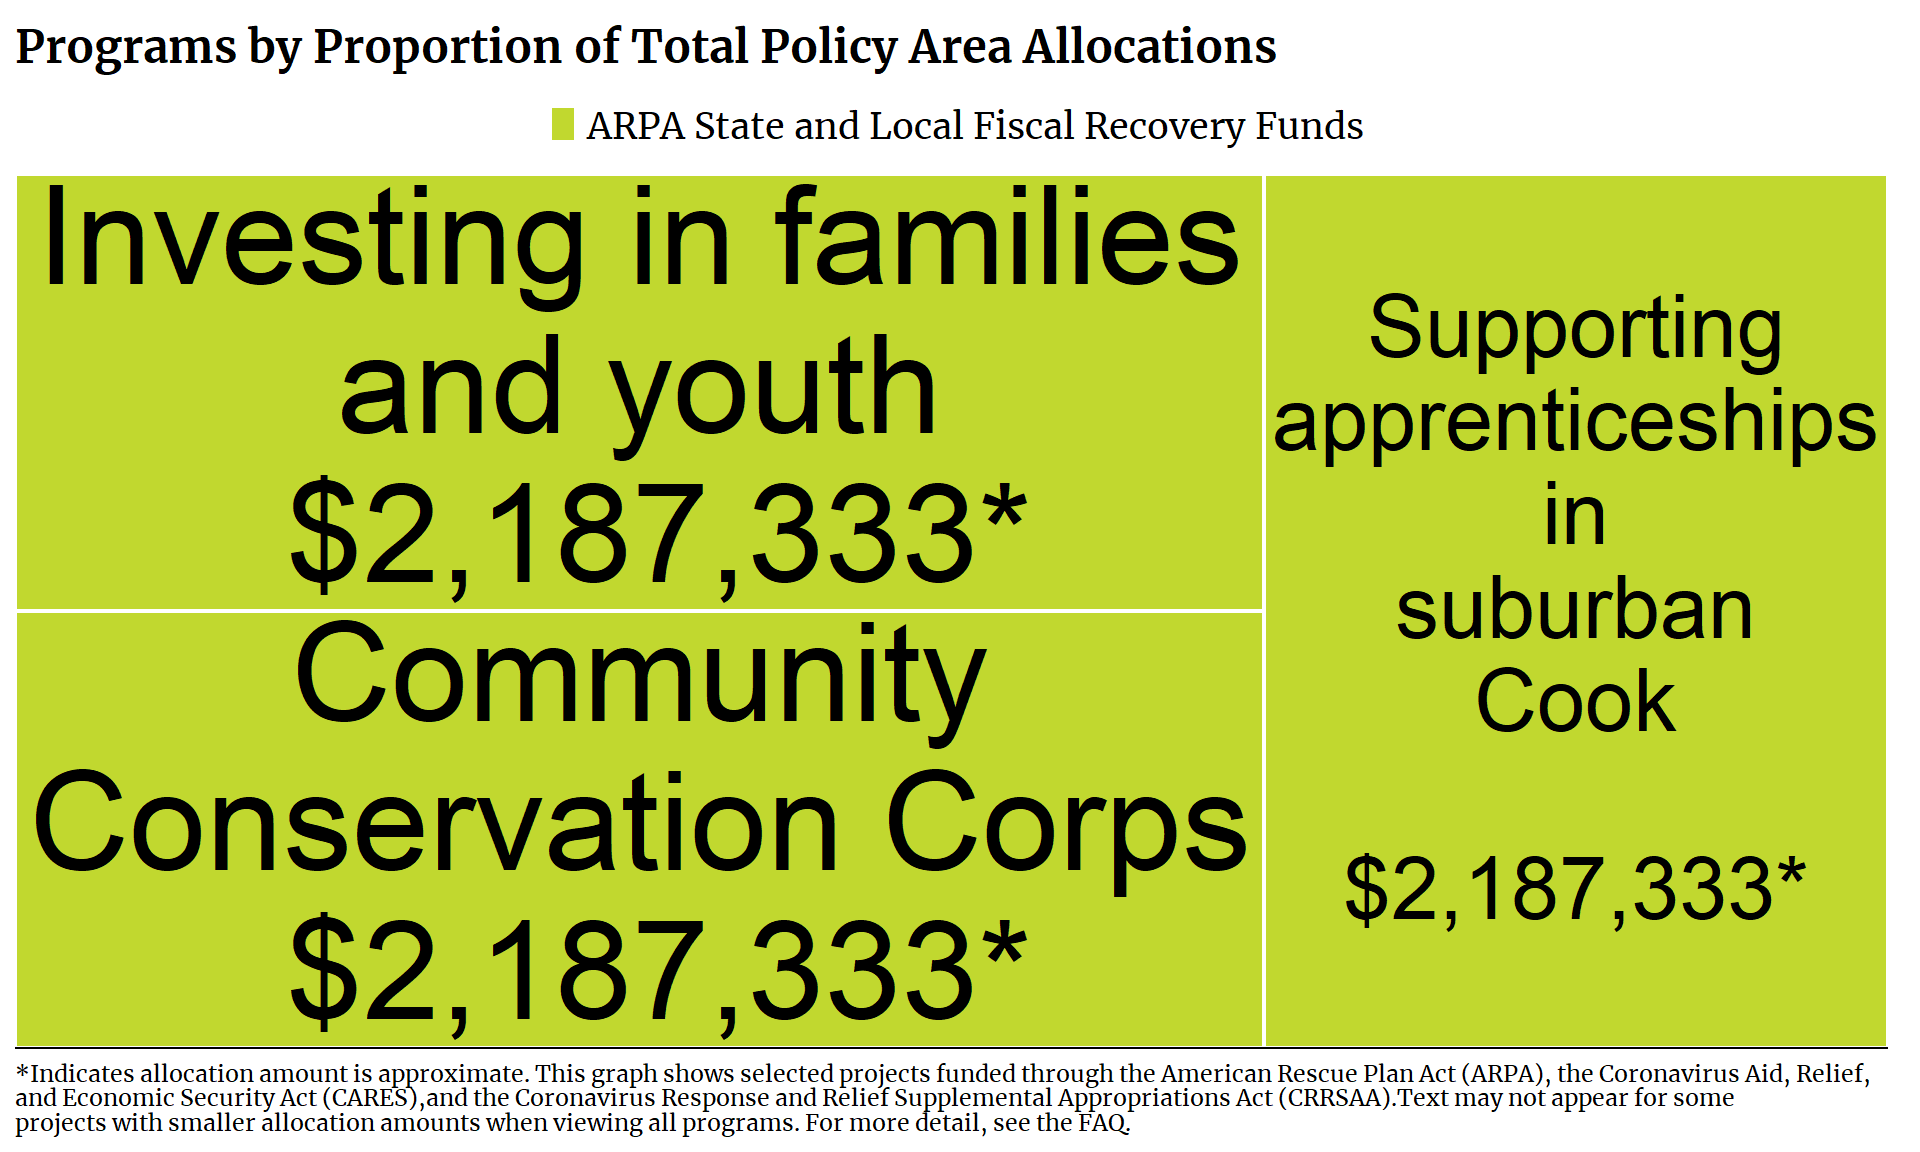 Programs by Proportion of Total Policy Area Allocations
ARPA State and Local Fiscal Recovery Funds
Investing in families
and youth
$2,187,333*
Community
Conservation Corps
$2,187,333*
Supporting
apprenticeships
in
suburban
Cook
$2,187,333*
*Indicates allocation amount is approximate. This graph shows selected projects funded through the American Rescue Plan Act (ARPA), the Coronavirus Aid, Relief,
and Economic Security Act (CARES),and the Coronavirus Response and Relief Supplemental Appropriations Act (CRRSAA).Text may not appear for some
projects with smaller allocation amounts when viewing all programs. For more detail, see the FAQ.